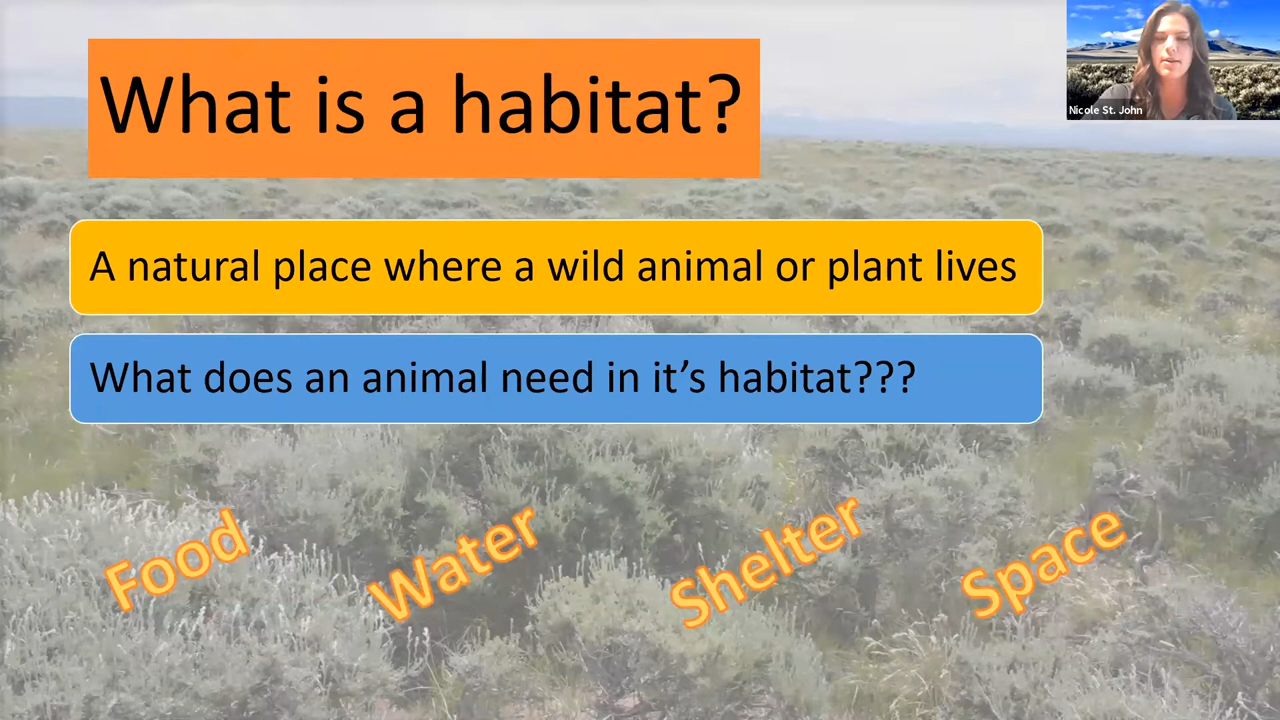 What is a habitat?
Nicole St. John
A natural place where a wild animal or plant lives
What does an animal need in it’s habitat???
Food Water Shelter Space